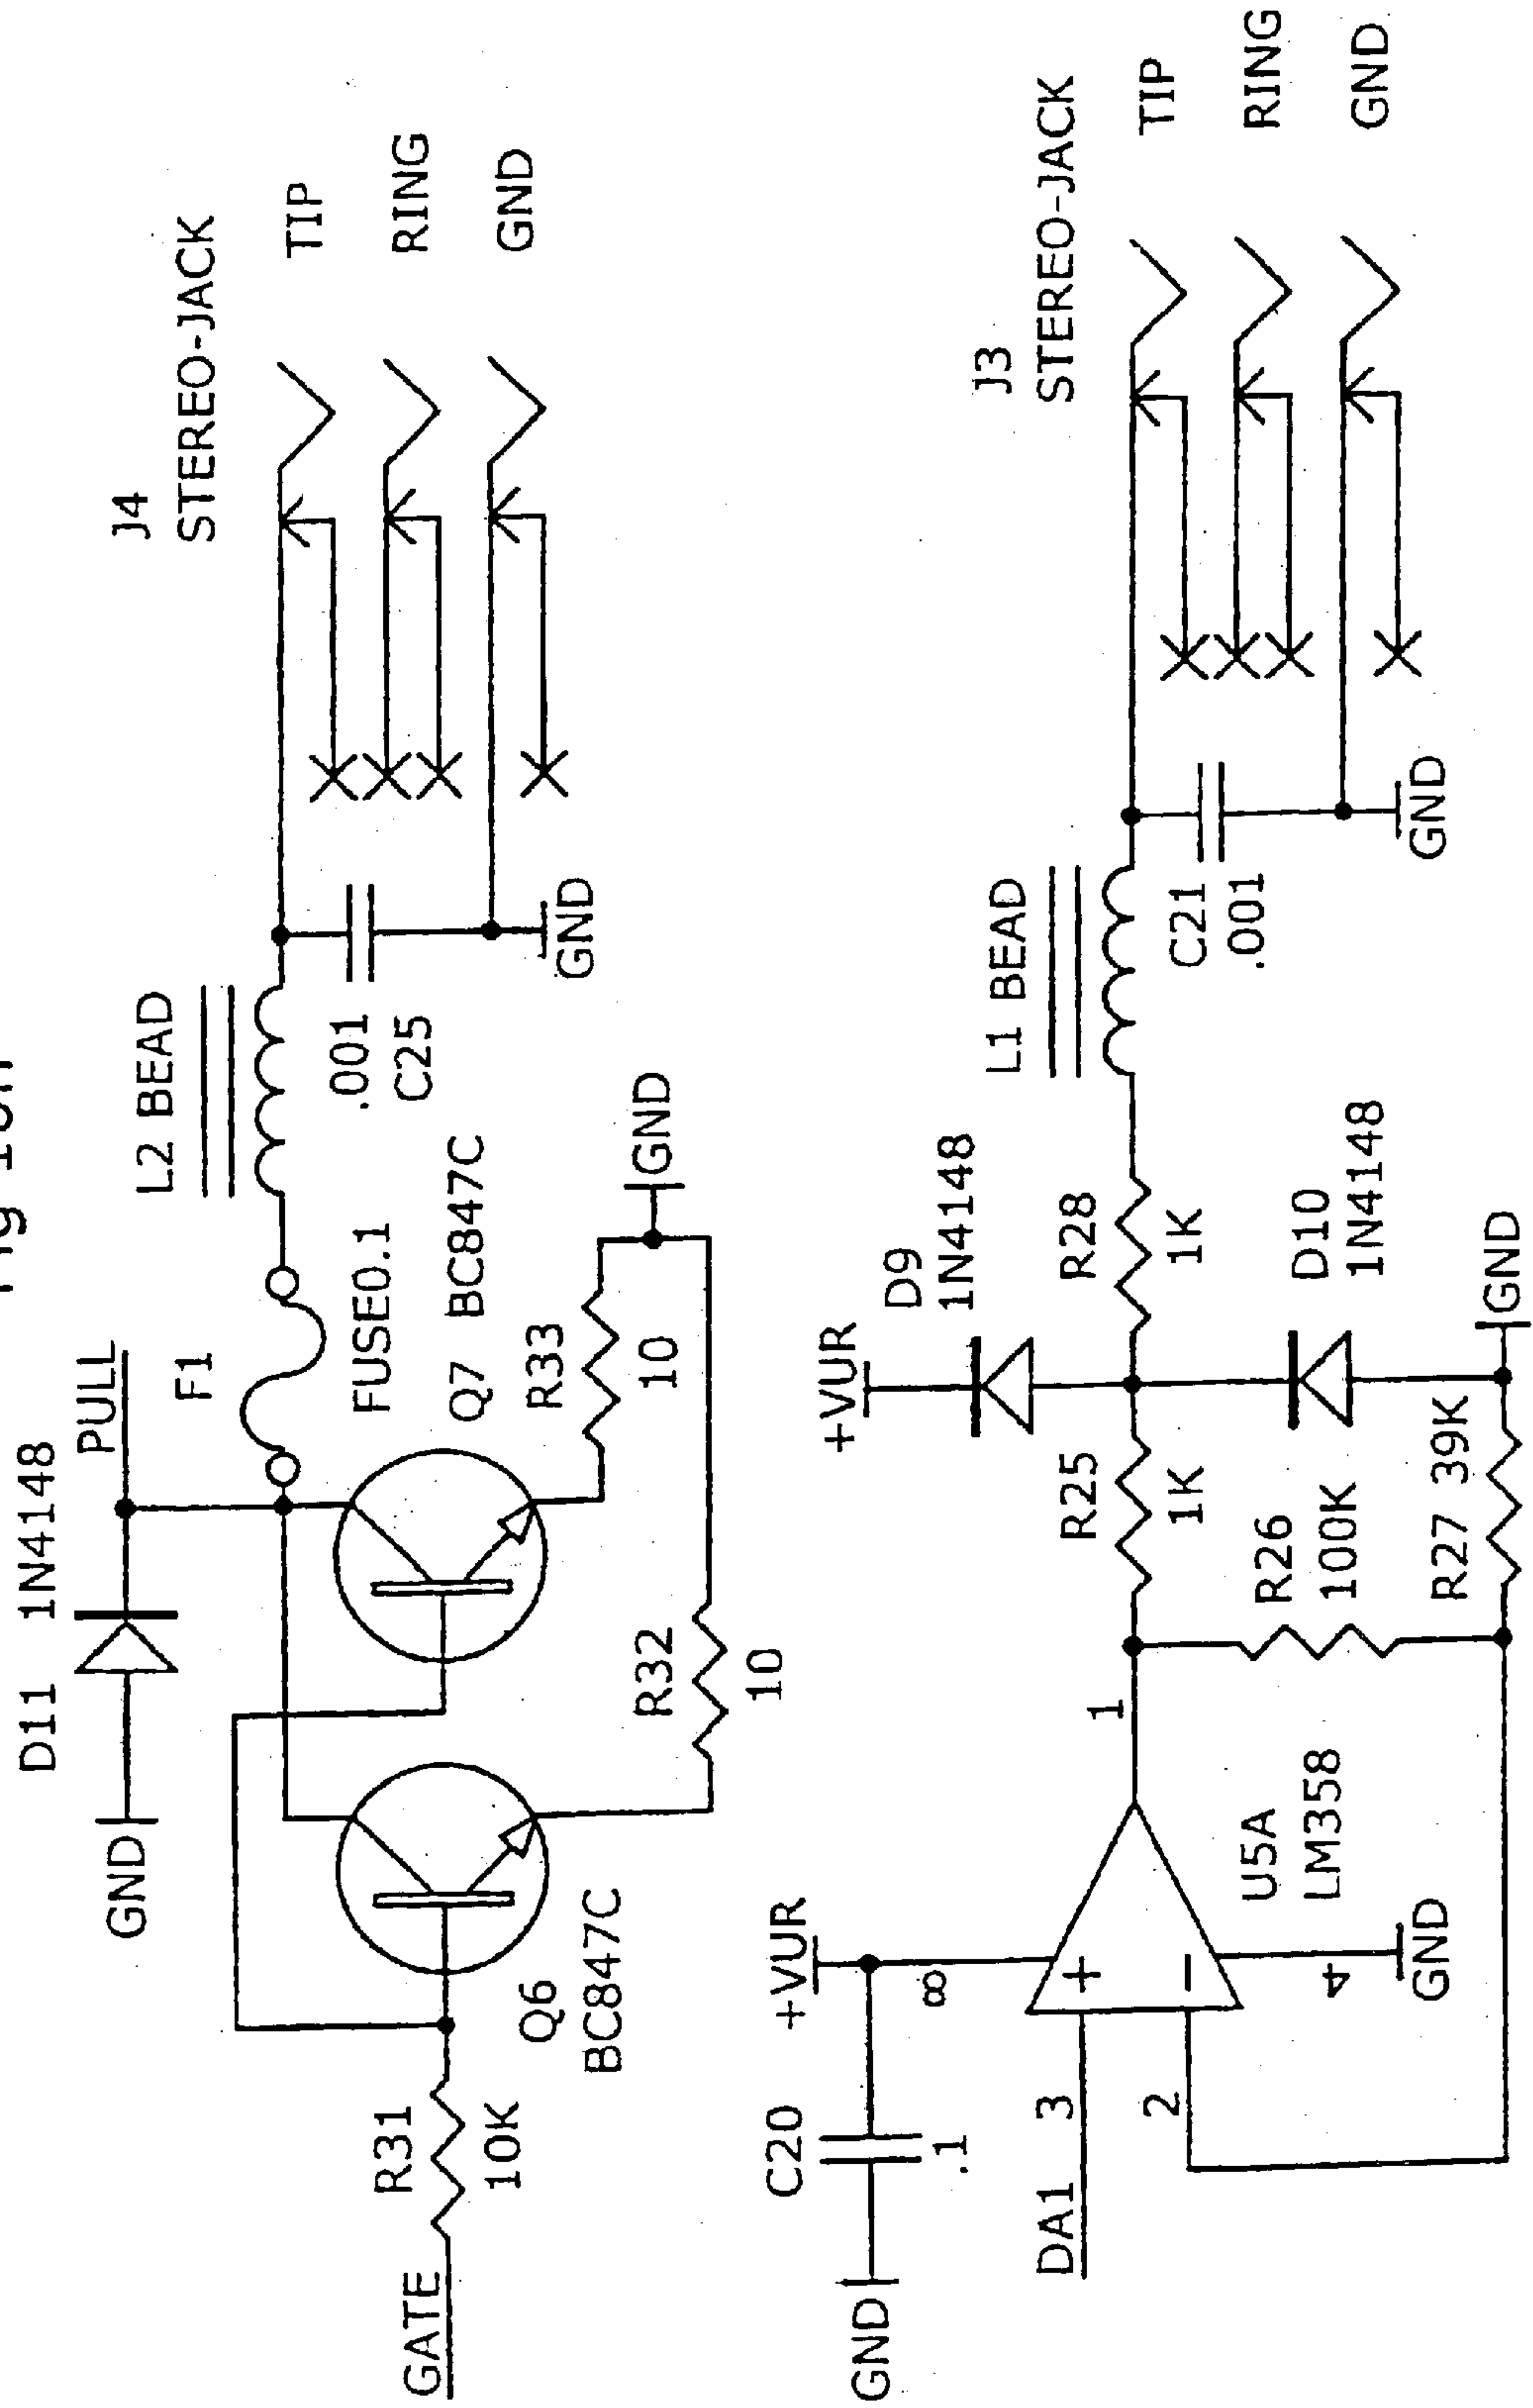 D11 1N4148
GND
PULL
F1
FUSE0.1
L2 BEAD
.001
C25
GND
J4
STEREO-JACK
TIP
RING
GND
GATE
R31
10K
Q6
BC847C
Q7 BC847C
R33
10
R32
10
GND
C20
.1
GND
+VUR
8
DA1
3
2
4
GND
U5A
LM358
1
R25
1K
R26
100K
R27 39K
GND
+VUR
D9
1N4148
R28
1K
D10
1N4148
L1 BEAD
C21
.001
GND
J3
STEREO-JACK
TIP
RING
GND